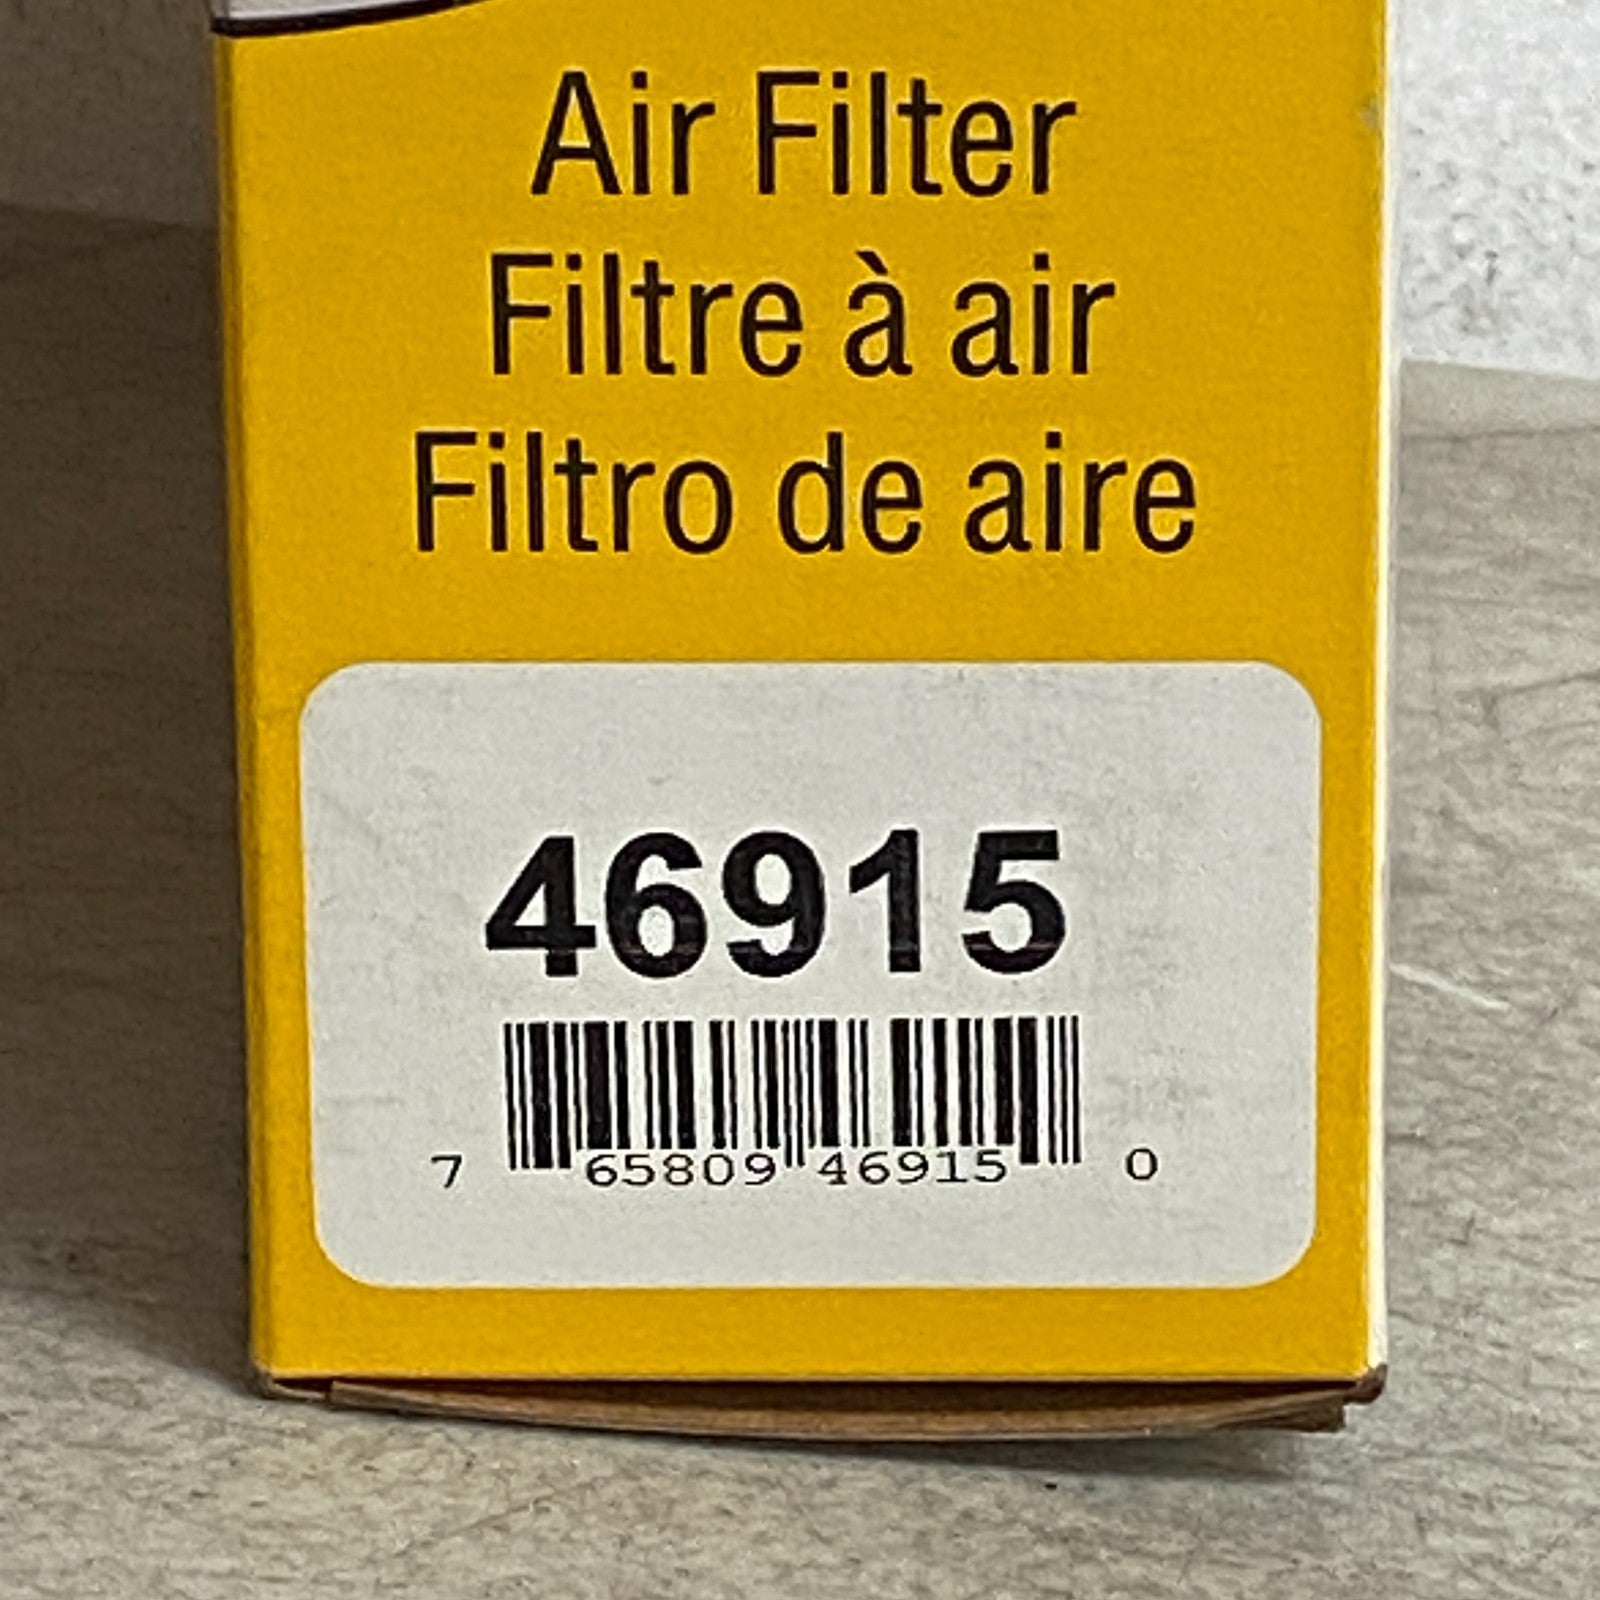 Air Filter
Filtre à air
Filtro de aire
46915
7 65809 46915 0